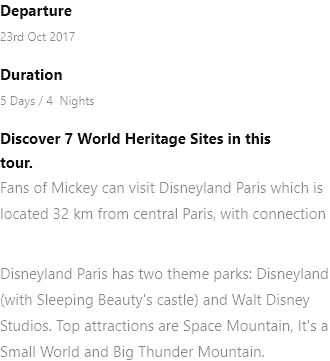 Departure
23rd Oct 2017
Duration
5 Days / 4 Nights
Discover 7 World Heritage Sites in this
tour.
Fans of Mickey can visit Disneyland Paris which is
located 32 km from central Paris, with connection
Disneyland Paris has two theme parks: Disneyland
(with Sleeping Beauty's castle) and Walt Disney
Studios. Top attractions are Space Mountain, It's a
Small World and Big Thunder Mountain.